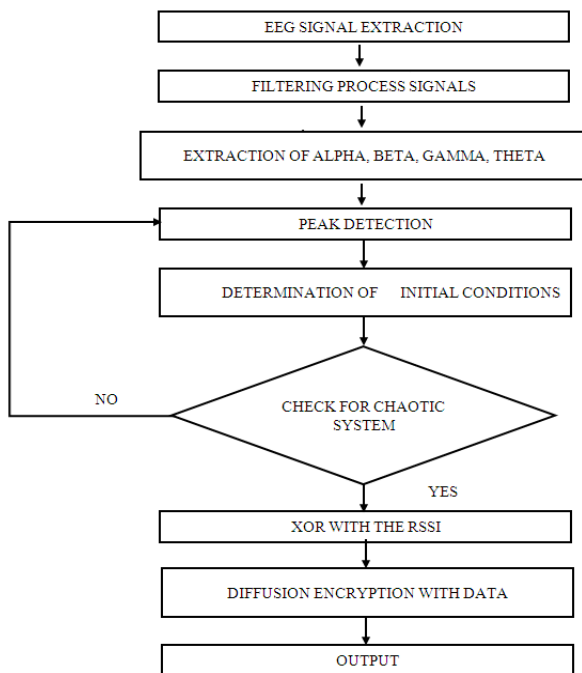 EEG SIGNAL EXTRACTION
FILTERING PROCESS SIGNALS
EXTRACTION OF ALPHA, BETA, GAMMA, THETA
PEAK DETECTION
DETERMINATION OF INITIAL CONDITIONS
NO
CHECK FOR CHAOTIC
SYSTEM
YES
XOR WITH THE RSSI
DIFFUSION ENCRYPTION WITH DATA
OUTPUT